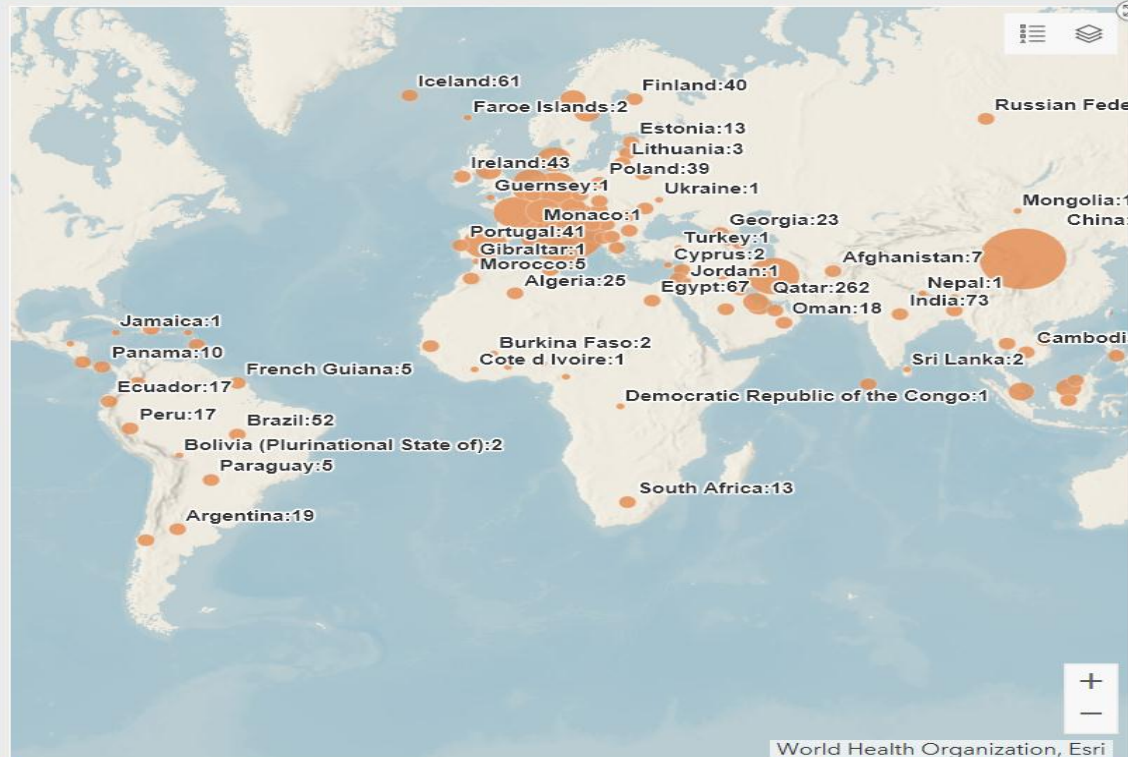 Iceland:61
Finland:40
Faroe Islands:2
Russian Fede
Estonia:13
Lithuania:3
Ireland:43
Poland:39
Guernsey:1
Ukraine:1
Mongolia:1
Monaco:1
Georgia:23
China:
Portugal:41
Turkey:1
Gibraltar:1
Cyprus:2
Afghanistan:7
Morocco:5
Jordan:1
Algeria:25
Egypt:67
Qatar:262
Nepal:1
India:73
Oman:18
Jamaica:1
Burkina Faso:2
Cambodi
Panama:10
Cote d Ivoire:1
Sri Lanka:2
French Guiana:5
Ecuador:17
Democratic Republic of the Congo:1
Peru:17
Brazil:52
Bolivia (Plurinational State of):2
Paraguay:5
South Africa:13
Argentina:19
World Health Organization, Esri